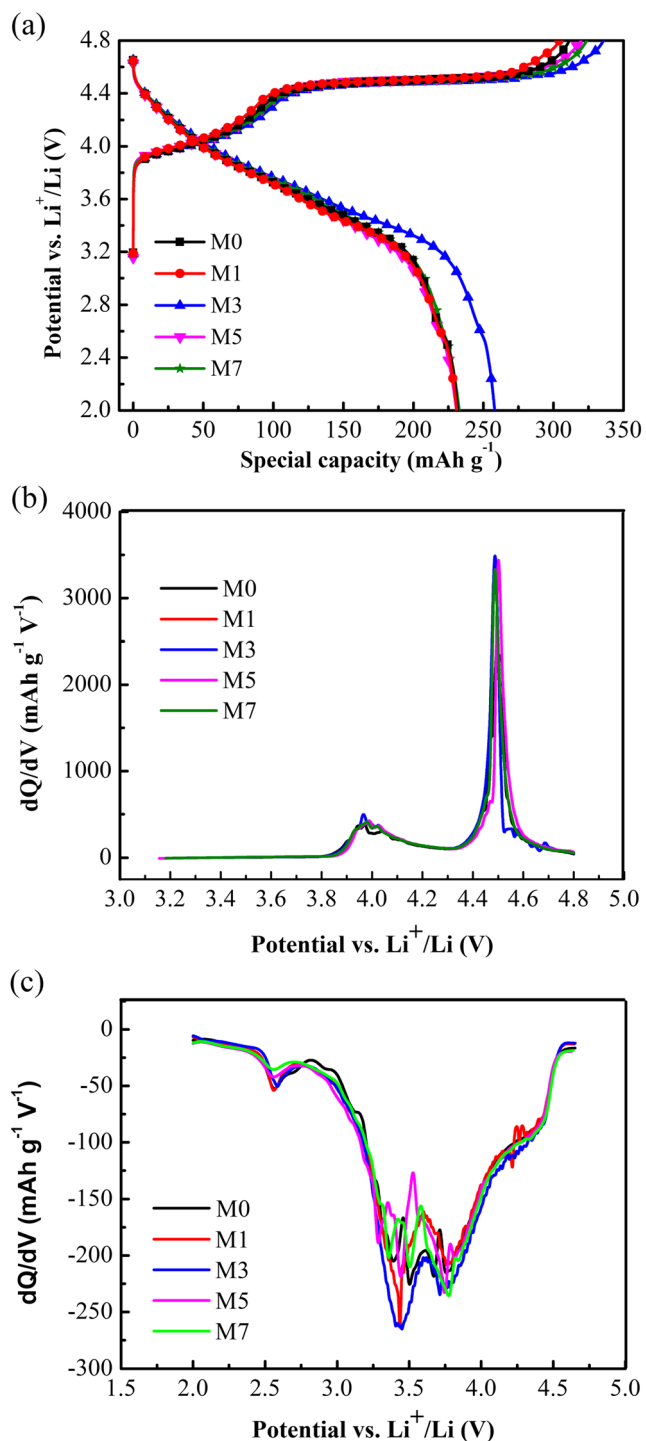 (a)
4.8
4.4
4.0
3.6
3.2
2.8
2.4
2.0
Potential vs. Li⁺/Li (V)
M0
M1
M3
M5
M7
0 50 100 150 200 250 300 350
Special capacity (mAh g⁻¹)
(b)
4000
3000
2000
1000
0
dQ/dV (mAh g⁻¹ V⁻¹)
M0
M1
M3
M5
M7
3.0 3.2 3.4 3.6 3.8 4.0 4.2 4.4 4.6 4.8 5.0
Potential vs. Li⁺/Li (V)
(c)
0
-50
-100
-150
-200
-250
-300
dQ/dV (mAh g⁻¹ V⁻¹)
M0
M1
M3
M5
M7
1.5 2.0 2.5 3.0 3.5 4.0 4.5 5.0
Potential vs. Li⁺/Li (V)